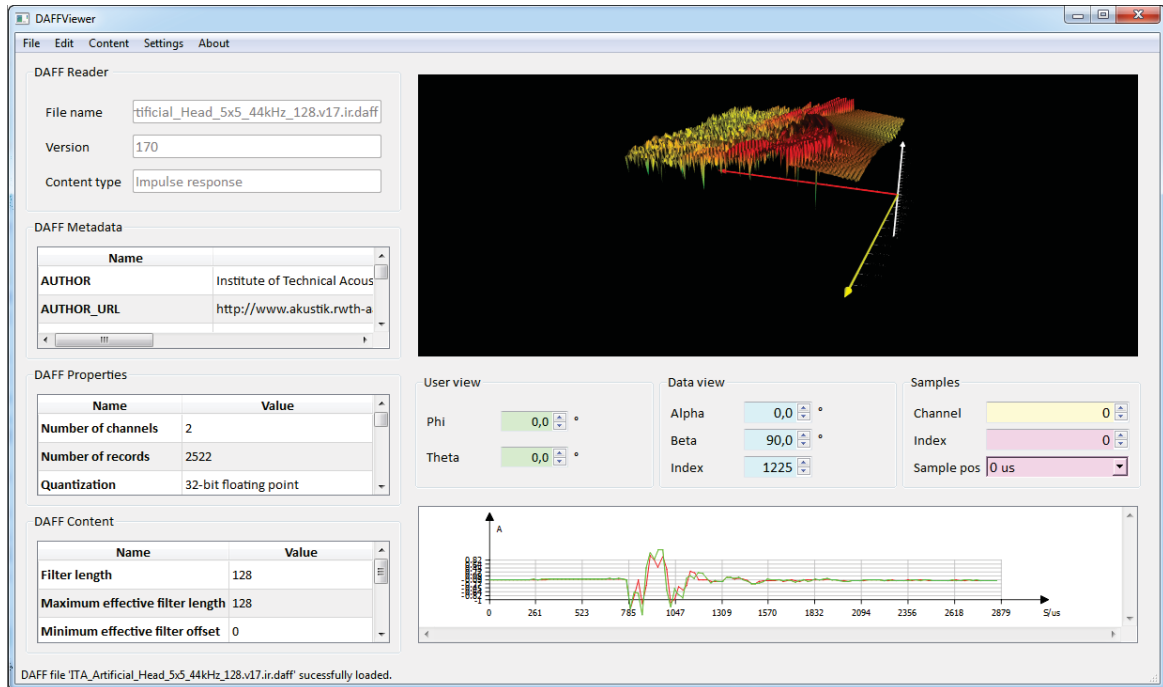 DAFFViewer
File Edit Content Settings About
DAFF Reader
File name tificial_Head_5x5_44kHz_128.v17.ir.daff
Version 170
Content type Impulse response
DAFF Metadata
Name
AUTHOR Institute of Technical Acous
AUTHOR_URL http://www.akustik.rwth-a
DAFF Properties
Name Value
Number of channels 2
Number of records 2522
Quantization 32-bit floating point
DAFF Content
Name Value
Filter length 128
Maximum effective filter length 128
Minimum effective filter offset 0
User view
Phi 0,0 °
Theta 0,0 °
Data view
Alpha 0,0 °
Beta 90,0 °
Index 1225
Samples
Channel 0
Index 0
Sample pos 0 us
A
0.82
-1
0 261 523 785 1047 1309 1570 1832 2094 2356 2618 2879 S/us
DAFF file 'ITA_Artificial_Head_5x5_44kHz_128.v17.ir.daff' sucessfully loaded.